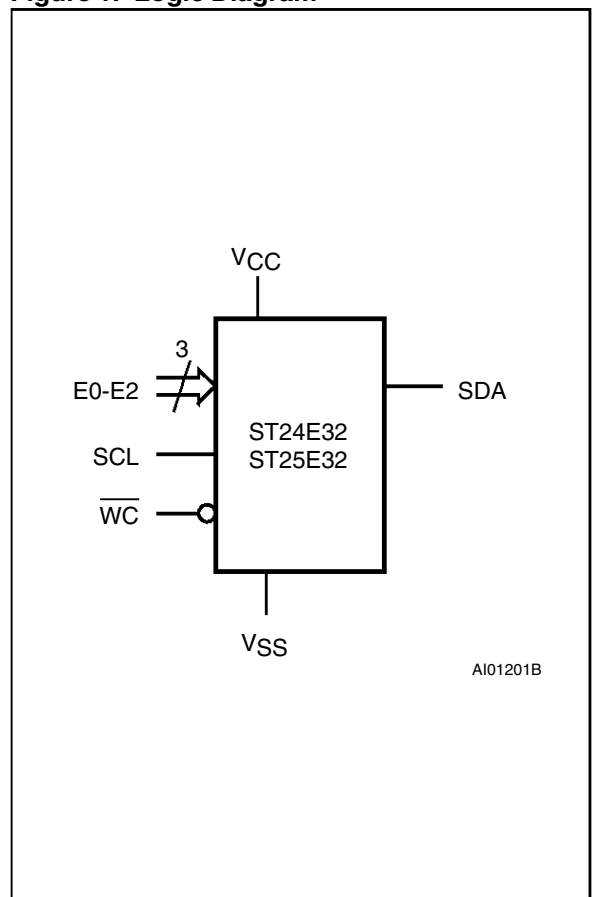 Figure 1. Logic Diagram
VCC
3
E0-E2
SDA
ST24E32
ST25E32
SCL
WC
VSS
AI01201B